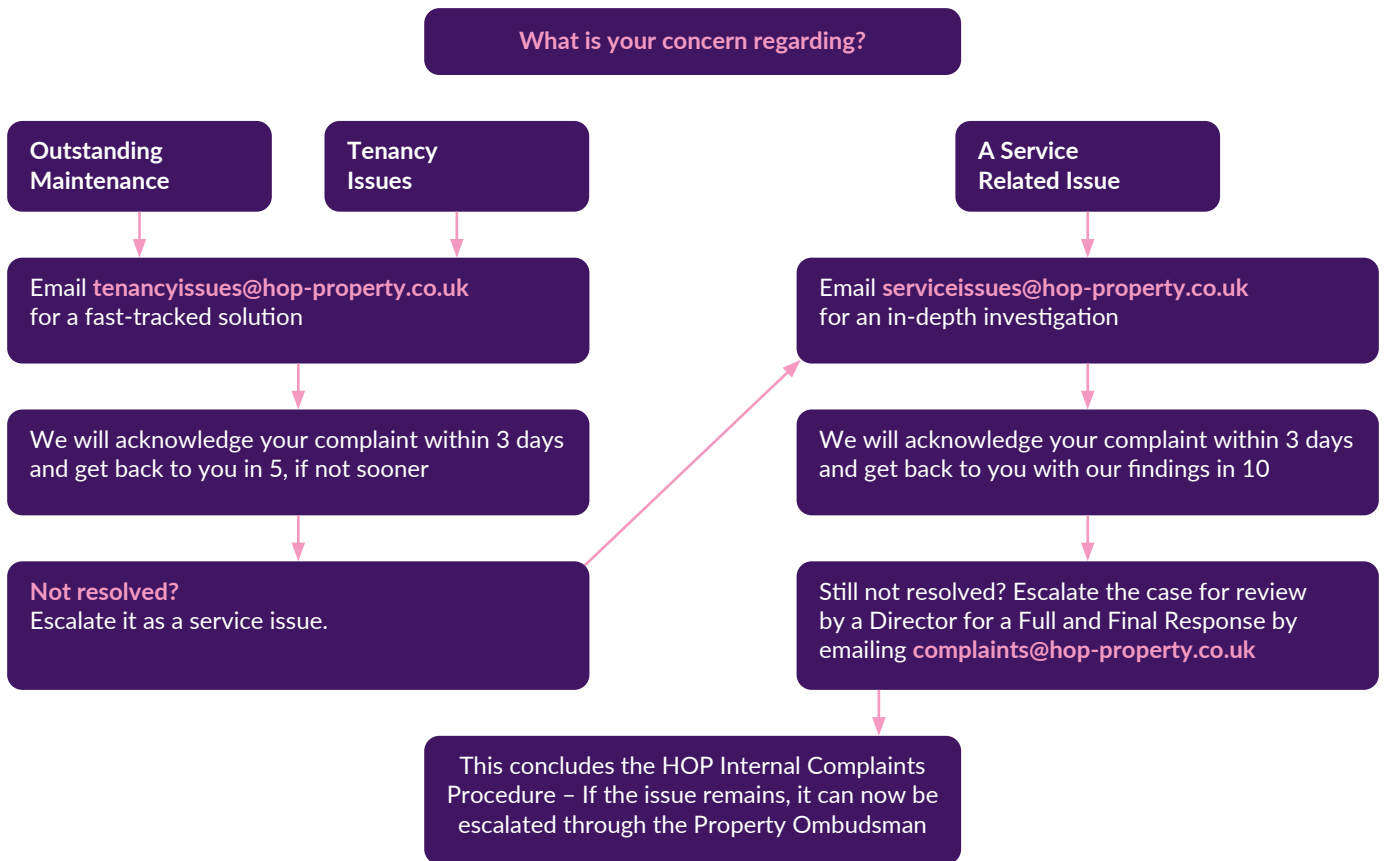 What is your concern regarding?
Outstanding
Maintenance
Tenancy
Issues
A Service
Related Issue
Email tenancyissues@hop-property.co.uk
for a fast-tracked solution
Email serviceissues@hop-property.co.uk
for an in-depth investigation
We will acknowledge your complaint within 3 days
and get back to you in 5, if not sooner
We will acknowledge your complaint within 3 days
and get back to you with our findings in 10
Not resolved?
Escalate it as a service issue.
Still not resolved? Escalate the case for review
by a Director for a Full and Final Response by
emailing complaints@hop-property.co.uk
This concludes the HOP Internal Complaints
Procedure – If the issue remains, it can now be
escalated through the Property Ombudsman